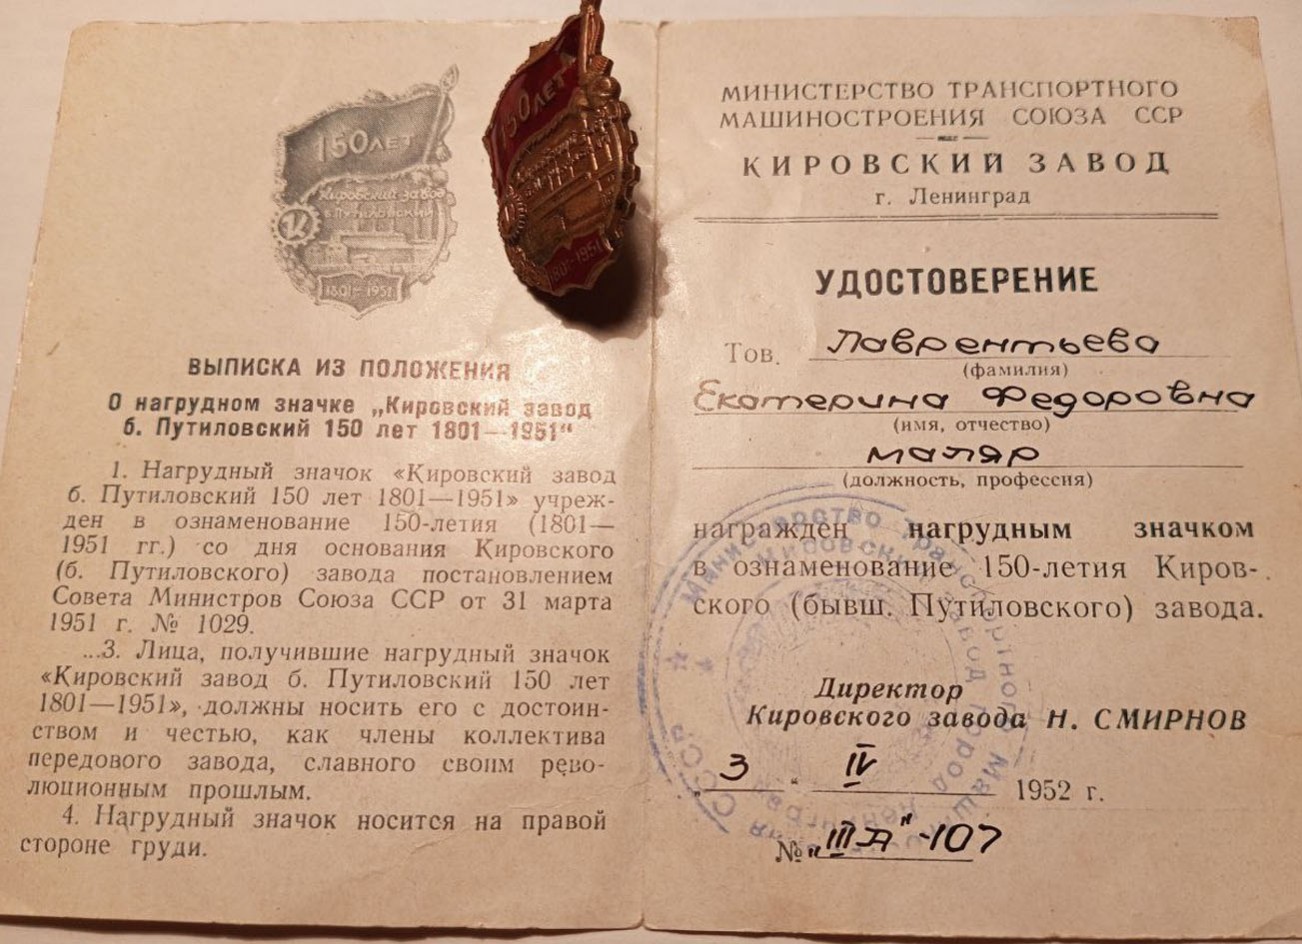 150 ЛЕТ
Кировский завод
б. Путиловский
1801–1951
150 ЛЕТ
1801-1951
ВЫПИСКА ИЗ ПОЛОЖЕНИЯ
О нагрудном значке „Кировский завод
б. Путиловский 150 лет 1801—1951“
1. Нагрудный значок «Кировский завод
б. Путиловский 150 лет 1801—1951» учреж-
ден в ознаменование 150-летия (1801—
1951 гг.) со дня основания Кировского
(б. Путиловского) завода постановлением
Совета Министров Союза ССР от 31 марта
1951 г. № 1029.
...3. Лица, получившие нагрудный значок
«Кировский завод б. Путиловский 150 лет
1801—1951», должны носить его с достоин-
ством и честью, как члены коллектива
передового завода, славного своим рево-
люционным прошлым.
4. Нагрудный значок носится на правой
стороне груди.
МИНИСТЕРСТВО ТРАНСПОРТНОГО
МАШИНОСТРОЕНИЯ СОЮЗА ССР
КИРОВСКИЙ ЗАВОД
г. Ленинград
УДОСТОВЕРЕНИЕ
Тов. Лаврентьева
(фамилия)
Екатерина Федоровна
(имя, отчество)
маляр
(должность, профессия)
награжден нагрудным значком
в ознаменование 150-летия Киров-
ского (бывш. Путиловского) завода.
Директор
Кировского завода Н. СМИРНОВ
„3“ IV 1952 г.
№ „III А"-107